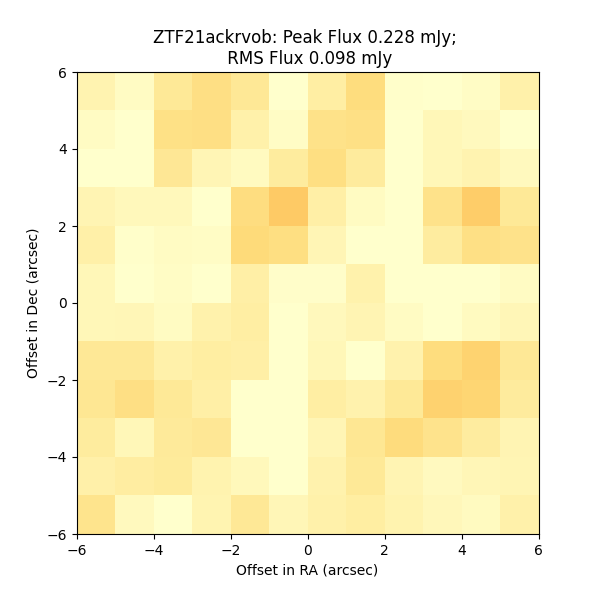 ZTF21ackrvob: Peak Flux 0.228 mJy;
RMS Flux 0.098 mJy
6
4
2
0
−2
−4
−6
Offset in Dec (arcsec)
−6 −4 −2 0 2 4 6
Offset in RA (arcsec)